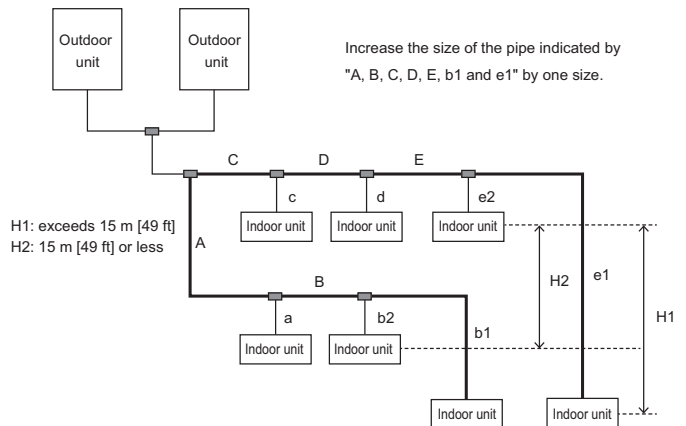 Outdoor
unit
Outdoor
unit
Increase the size of the pipe indicated by
"A, B, C, D, E, b1 and e1" by one size.
C
D
E
c
d
e2
Indoor unit
Indoor unit
Indoor unit
H1: exceeds 15 m [49 ft]
H2: 15 m [49 ft] or less
A
B
H2
e1
H1
a
b2
b1
Indoor unit
Indoor unit
Indoor unit
Indoor unit